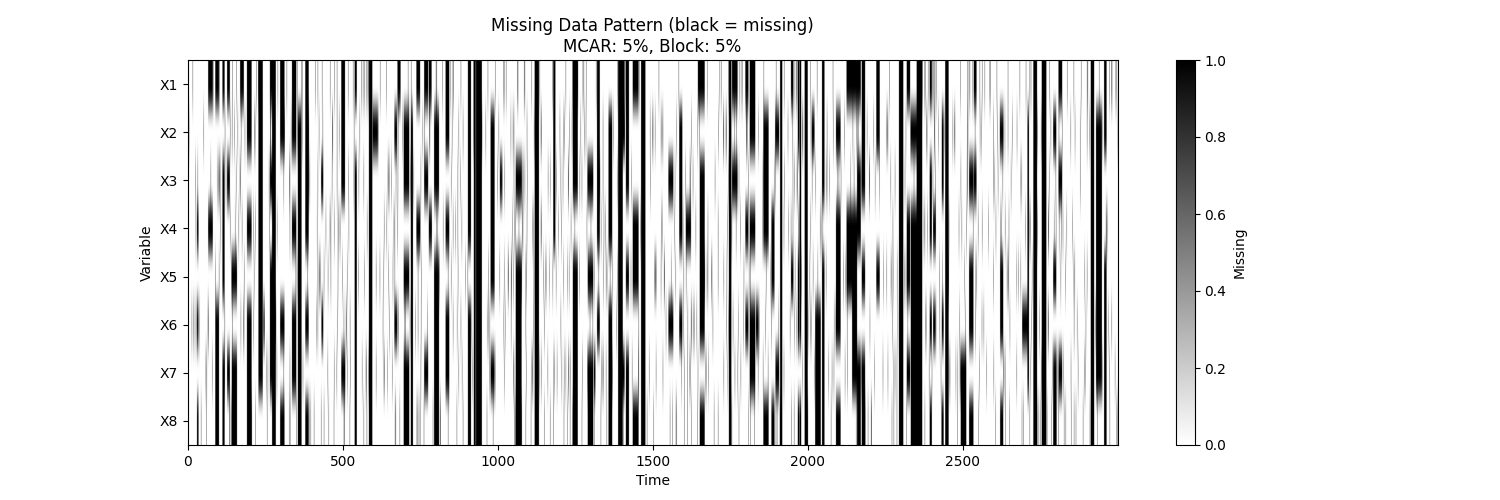 Missing Data Pattern (black = missing)
MCAR: 5%, Block: 5%
X1
X2
X3
X4
X5
X6
X7
X8
Variable
0
500
1000
1500
2000
2500
Time
1.0
0.8
0.6
0.4
0.2
0.0
Missing